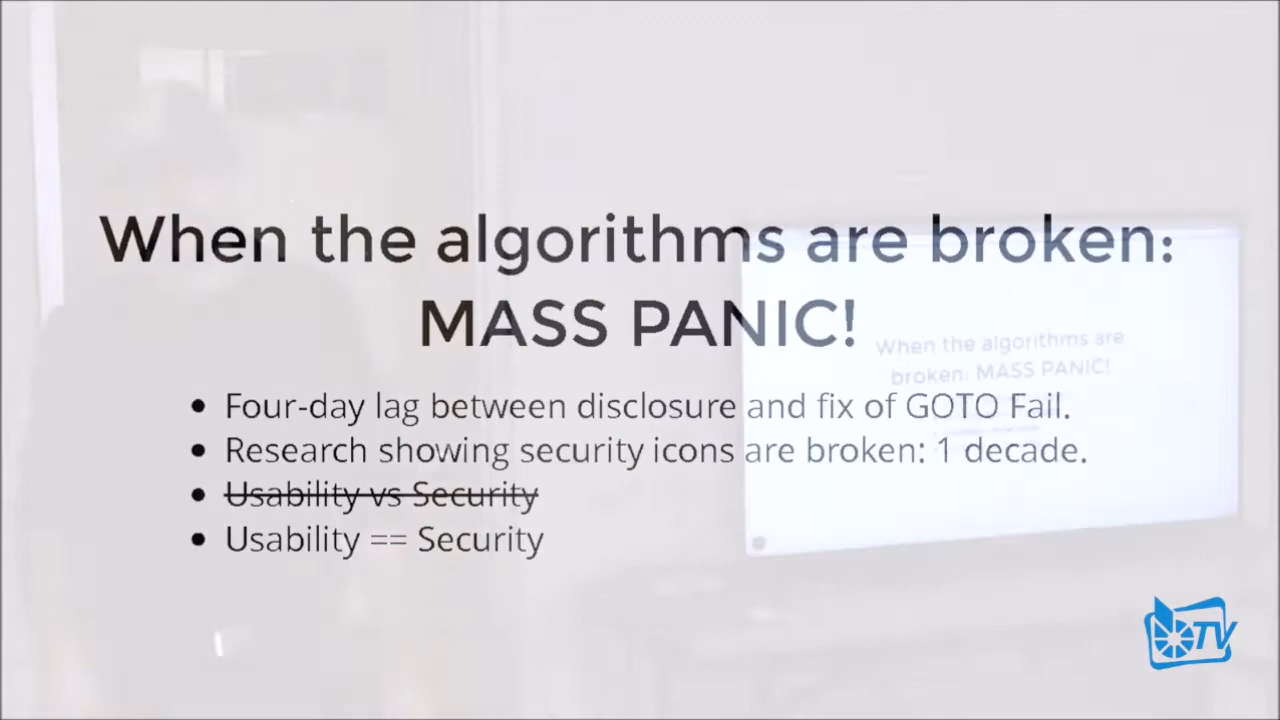 When the algorithms are broken:
MASS PANIC!
Four-day lag between disclosure and fix of GOTO Fail.
Research showing security icons are broken: 1 decade.
Usability vs Security
Usability == Security
When the algorithms are
broken: MASS PANIC!
TV